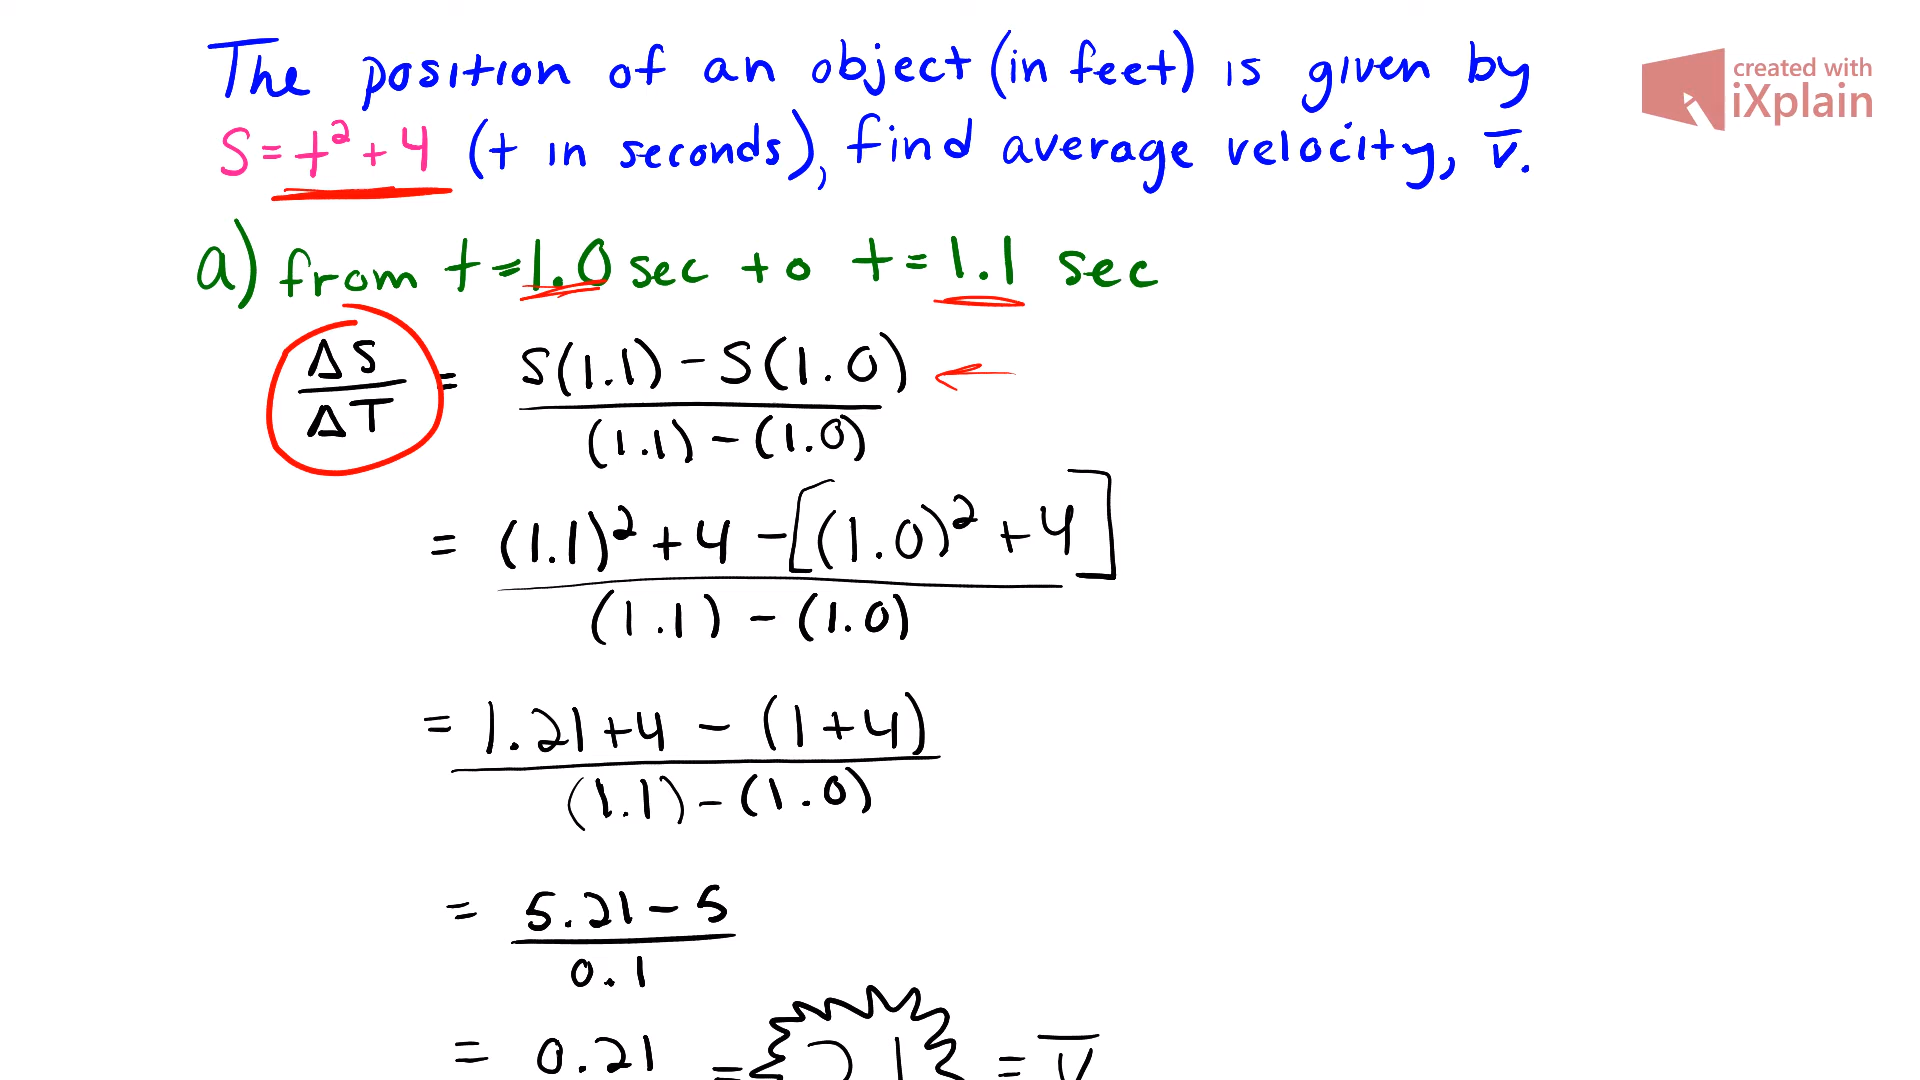 The position of an object (in feet) is given by
S = t² + 4 (t in seconds), find average velocity, v̄.
created with
iXplain
a) from t = 1.0 sec to t = 1.1 sec
ΔS
ΔT
= S(1.1) - S(1.0)
(1.1) - (1.0)
= (1.1)² + 4 - [(1.0)² + 4]
(1.1) - (1.0)
= 1.21 + 4 - (1 + 4)
(1.1) - (1.0)
= 5.21 - 5
0.1
= 0.21 = 2.1 = v̄